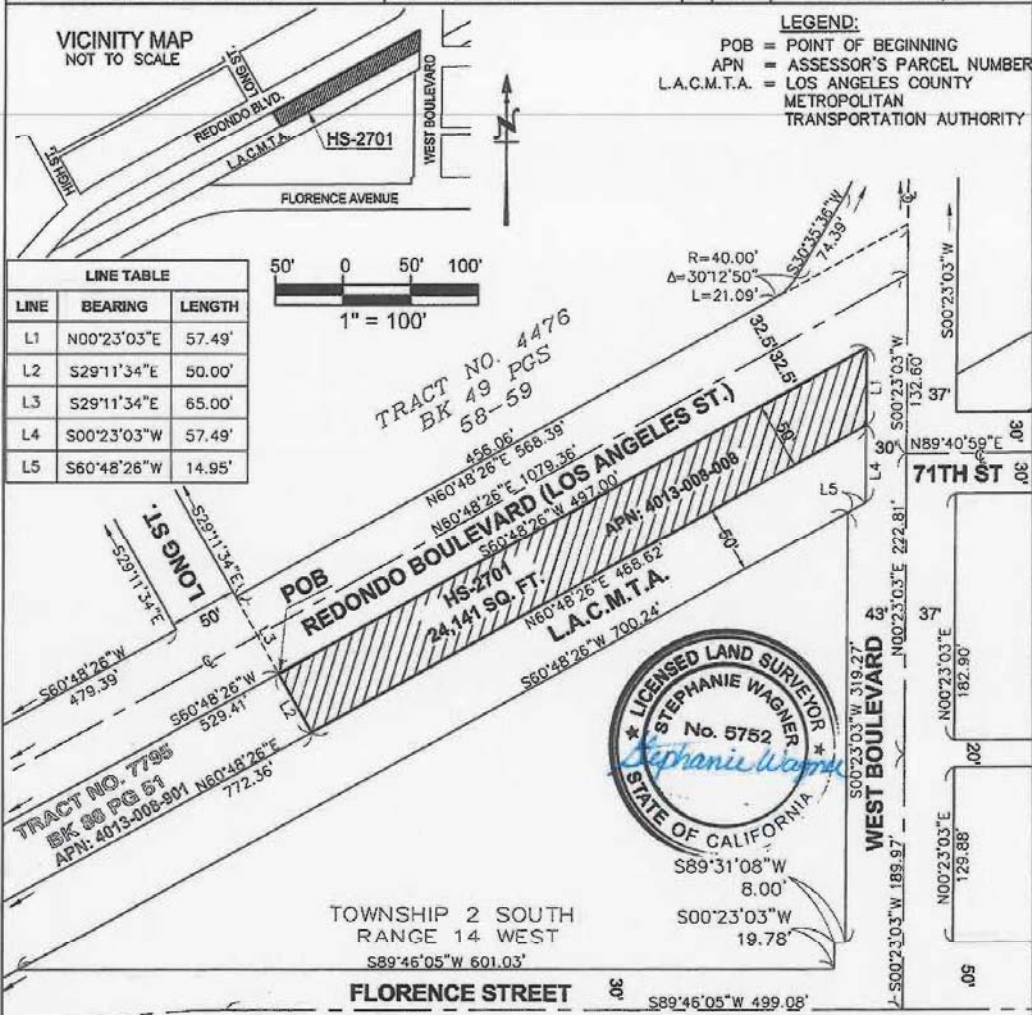 VICINITY MAP
NOT TO SCALE
LONG ST.
REDONDO BLVD.
L.A.C.M.T.A.
HIGH ST.
WEST BOULEVARD
HS-2701
FLORENCE AVENUE
N
LEGEND:
POB = POINT OF BEGINNING
APN = ASSESSOR'S PARCEL NUMBER
L.A.C.M.T.A. = LOS ANGELES COUNTY
METROPOLITAN
TRANSPORTATION AUTHORITY
LINE TABLE
LINE BEARING LENGTH
L1 N00°23'03"E 57.49'
L2 S29°11'34"E 50.00'
L3 S29°11'34"E 65.00'
L4 S00°23'03"W 57.49'
L5 S60°48'26"W 14.95'
50' 0 50' 100'
1" = 100'
R=40.00'
Δ=30°12'50"
L=21.09'
S30°35'36"W
74.39'
TRACT NO. 4476
BK 49 PGS
58-59
32.5' 32.5'
456.06'
N60°48'26"E 568.39'
N60°48'26"E 1079.36'
REDONDO BOULEVARD (LOS ANGELES ST.)
S60°48'26"W 497.00'
APN: 4013-008-008
50'
HS-2701
24,141 SQ. FT.
N60°48'26"E 468.62'
L.A.C.M.T.A.
50'
S60°48'26"W 700.24'
L1
S00°23'03"W
132.60'
S00°23'03"W
37'
30'
30'
N89°40'59"E
71TH ST
30'
L4
L5
LONG ST.
S29°11'34"E
S29°11'34"E
POB
50'
L3
L2
S60°48'26"W
479.39'
S60°48'26"W
529.41'
TRACT NO. 7795
BK 98 PG 51
APN: 4013-008-901
N60°48'26"E
772.36'
LICENSED LAND SURVEYOR
STEPHANIE WAGNER
No. 5752
Stephanie Wagner
STATE OF CALIFORNIA
S00°23'03"W 319.27'
WEST BOULEVARD
43'
N00°23'03"E 222.81'
37'
N00°23'03"E
182.90'
20'
N00°23'03"E
129.88'
S00°23'03"W 189.97'
50'
S89°31'08"W
8.00'
S00°23'03"W
19.78'
TOWNSHIP 2 SOUTH
RANGE 14 WEST
S89°46'05"W 601.03'
FLORENCE STREET
30'
S89°46'05"W 499.08'